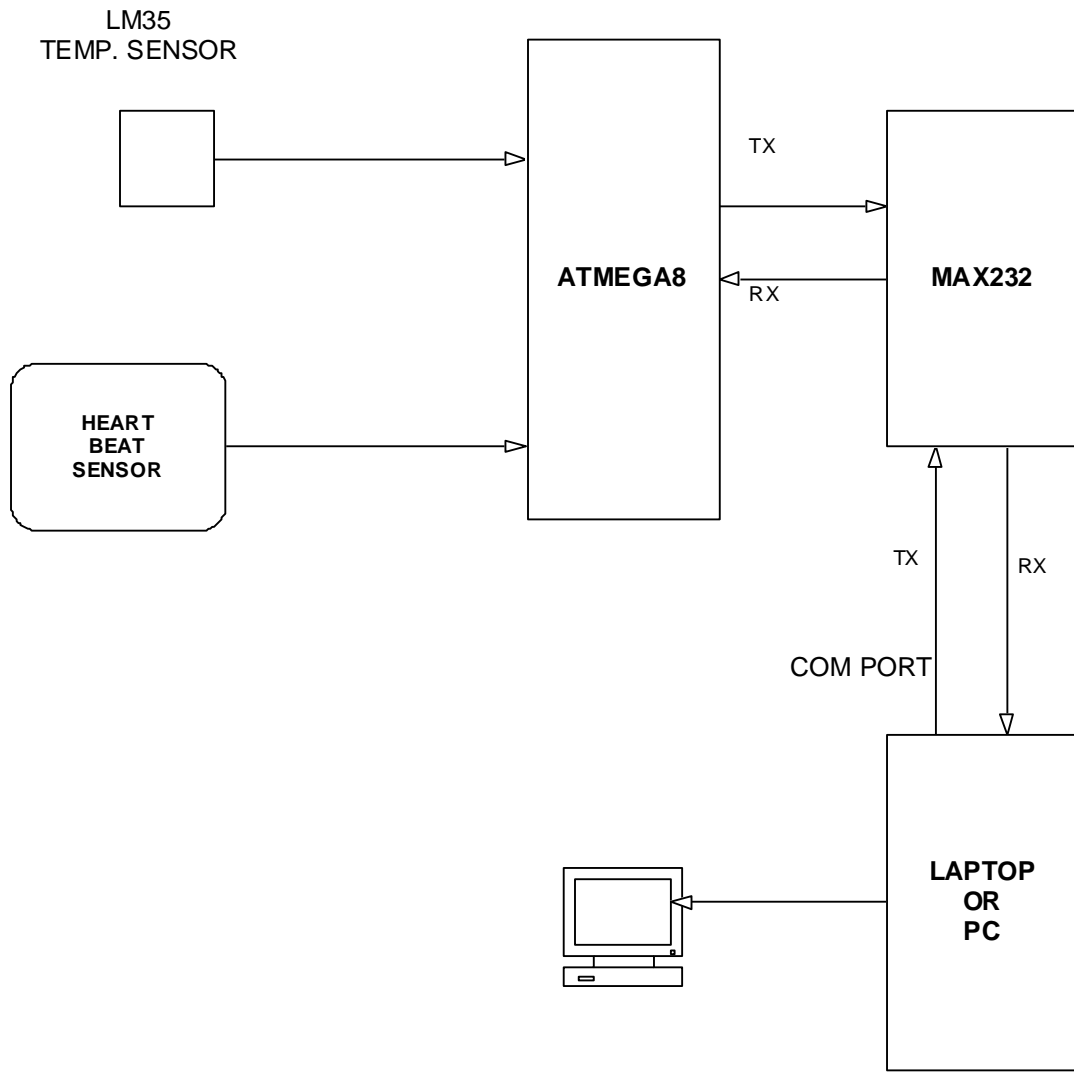 LM35
TEMP. SENSOR
TX
ATMEGA8
MAX232
RX
HEART
BEAT
SENSOR
TX
RX
COM PORT
LAPTOP
OR
PC